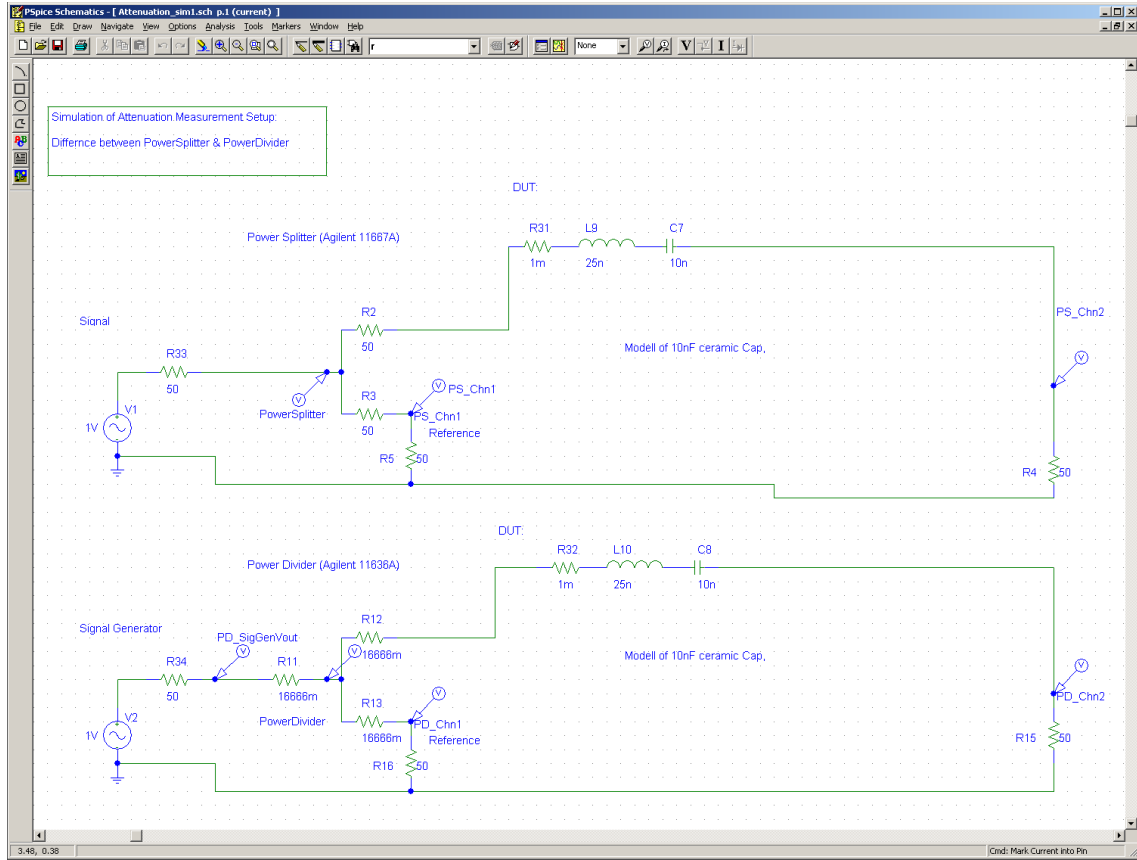 PSpice Schematics - [ Attenuation_sim1.sch p.1 (current) ]
File Edit Draw Navigate View Options Analysis Tools Markers Window Help
r
None
V I
Simulation of Attenuation Measurement Setup:
Differnce between PowerSplitter & PowerDivider
DUT:
Power Splitter (Agilent 11667A)
R31 L9 C7
1m 25n 10n
R2
50
Signal
PS_Chn2
Modell of 10nF ceramic Cap,
R33
50
V
R3
50
V PS_Chn1
PS_Chn1
Reference
V
PowerSplitter
V1
1V
R5 50
R4 50
DUT:
Power Divider (Agilent 11636A)
R32 L10 C8
1m 25n 10n
R12
16666m
Signal Generator
PD_SigGenVout
V
V
Modell of 10nF ceramic Cap,
R34
50
R11
16666m
V
R13
16666m
V
PD_Chn1
Reference
PD_Chn2
PowerDivider
V2
1V
R16 50
R15 50
3.48, 0.38
Cmd: Mark Current into Pin